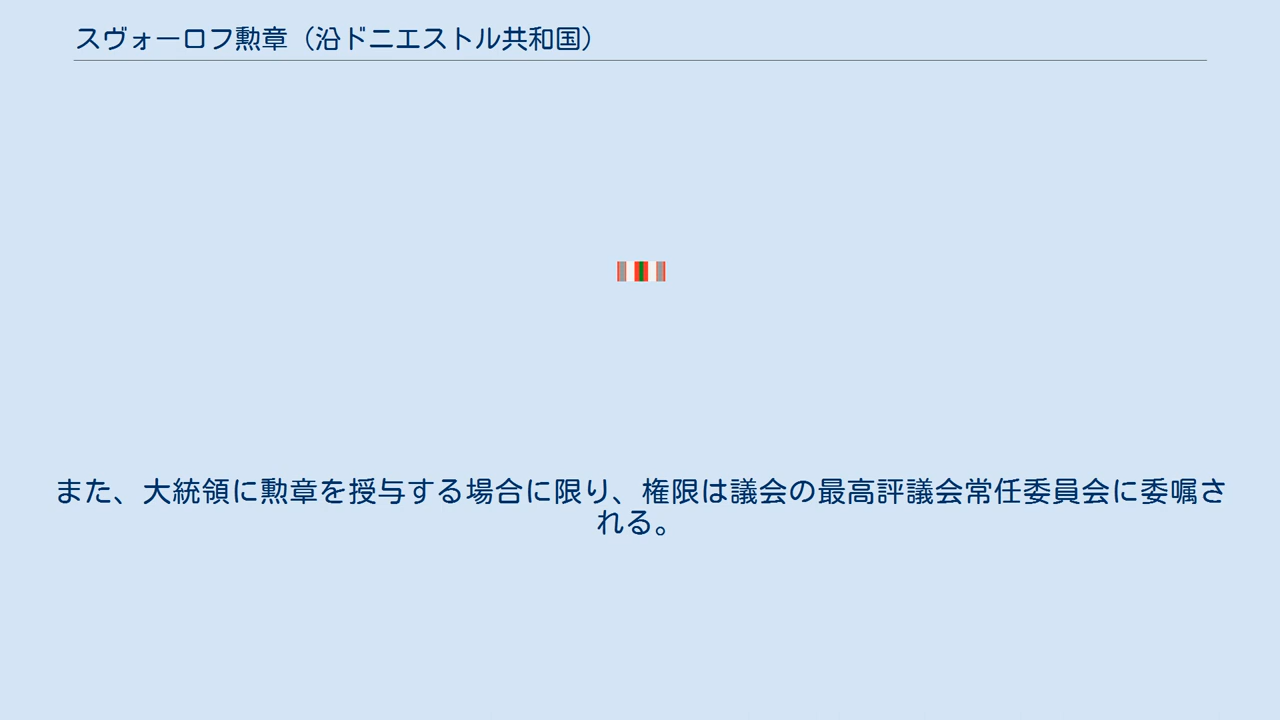 スヴォーロフ勲章（沿ドニエストル共和国）
また、大統領に勲章を授与する場合に限り、権限は議会の最高評議会常任委員会に委嘱さ
れる。